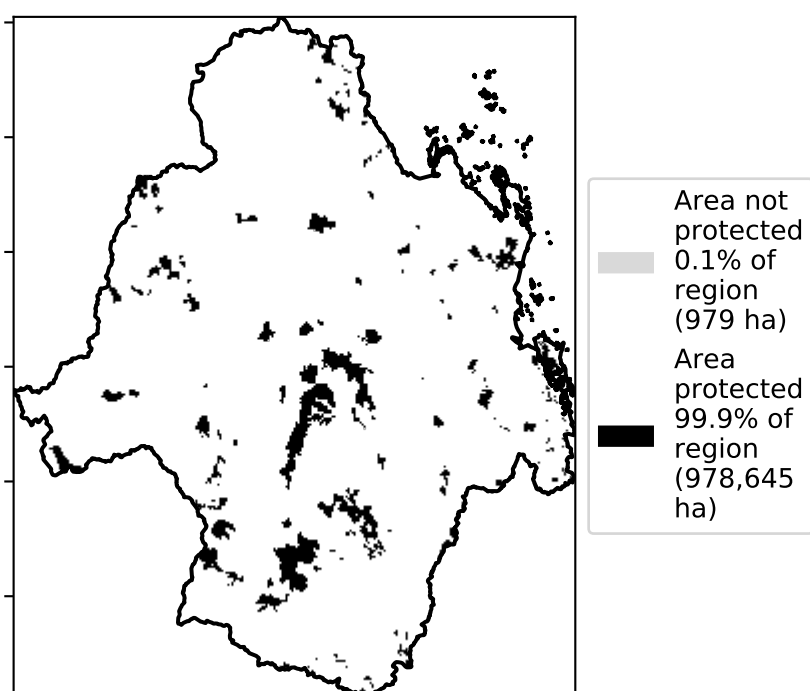 Area not
protected
0.1% of
region
(979 ha)
Area
protected
99.9% of
region
(978,645
ha)